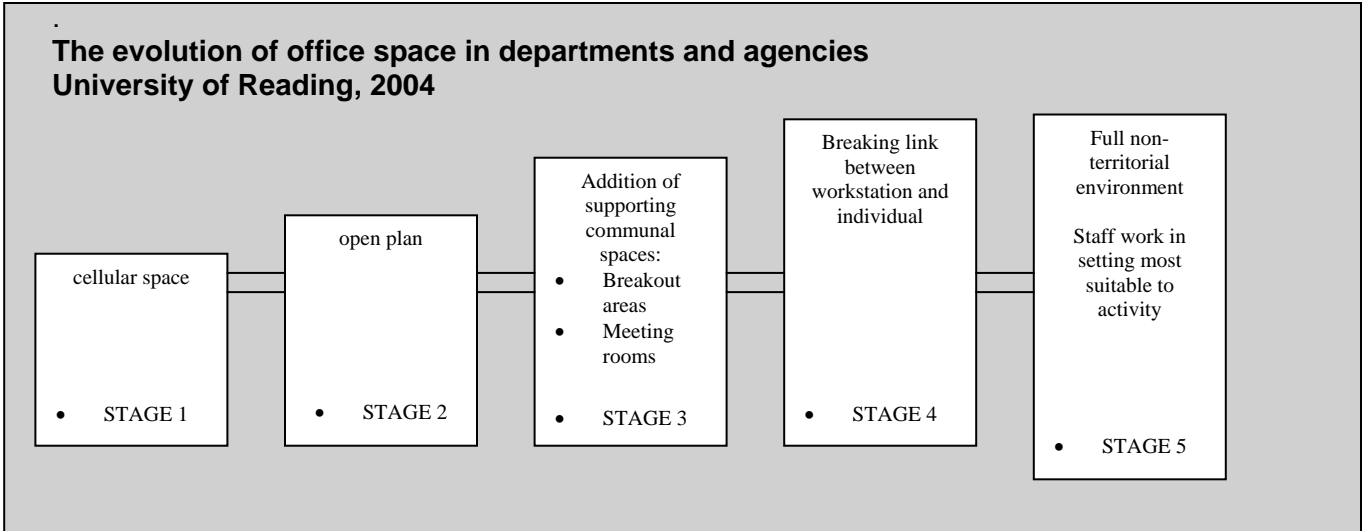 .
The evolution of office space in departments and agencies
University of Reading, 2004
cellular space
• STAGE 1
open plan
• STAGE 2
Addition of
supporting
communal
spaces:
• Breakout
areas
• Meeting
rooms
• STAGE 3
Breaking link
between
workstation and
individual
• STAGE 4
Full non-
territorial
environment
Staff work in
setting most
suitable to
activity
• STAGE 5